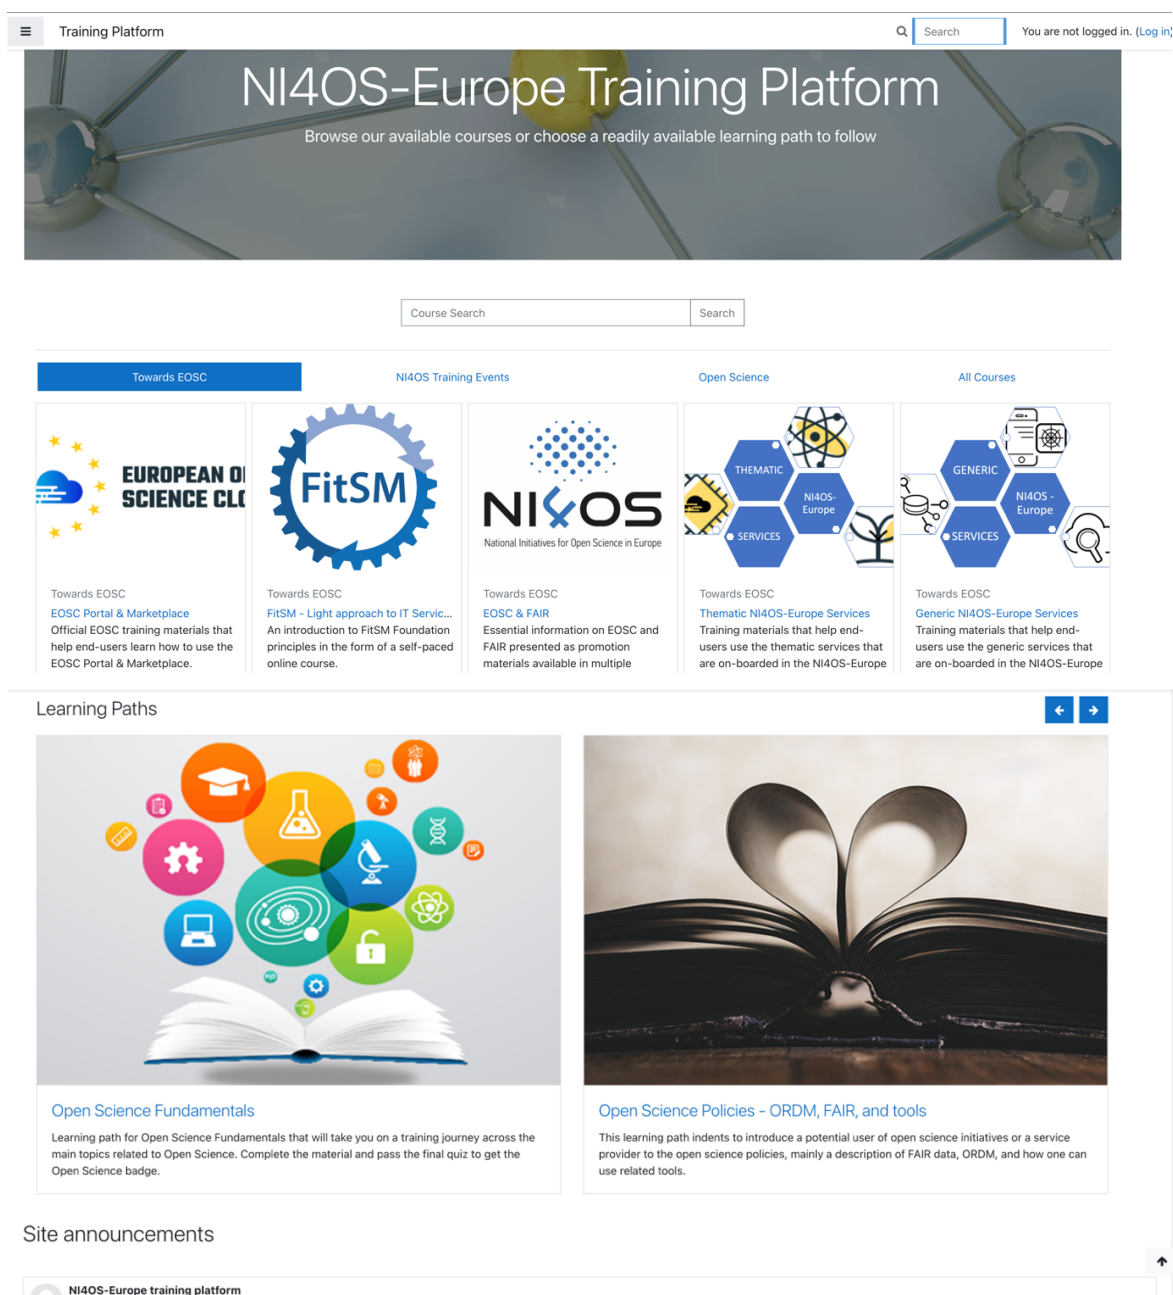 Training Platform
Search
You are not logged in. (Log in)
NI4OS-Europe Training Platform
Browse our available courses or choose a readily available learning path to follow
Course Search
Search
Towards EOSC
NI4OS Training Events
Open Science
All Courses
EUROPEAN O
SCIENCE CL
Towards EOSC
EOSC Portal & Marketplace
Official EOSC training materials that
help end-users learn how to use the
EOSC Portal & Marketplace.
FitSM
Towards EOSC
FitSM - Light approach to IT Servic...
An introduction to FitSM Foundation
principles in the form of a self-paced
online course.
NI4OS
National Initiatives for Open Science in Europe
Towards EOSC
EOSC & FAIR
Essential information on EOSC and
FAIR presented as promotion
materials available in multiple
THEMATIC
NI4OS-
Europe
SERVICES
Towards EOSC
Thematic NI4OS-Europe Services
Training materials that help end-
users use the thematic services that
are on-boarded in the NI4OS-Europe
GENERIC
NI4OS -
Europe
SERVICES
Towards EOSC
Generic NI4OS-Europe Services
Training materials that help end-
users use the generic services that
are on-boarded in the NI4OS-Europe
Learning Paths
Open Science Fundamentals
Learning path for Open Science Fundamentals that will take you on a training journey across the
main topics related to Open Science. Complete the material and pass the final quiz to get the
Open Science badge.
Open Science Policies - ORDM, FAIR, and tools
This learning path indents to introduce a potential user of open science initiatives or a service
provider to the open science policies, mainly a description of FAIR data, ORDM, and how one can
use related tools.
Site announcements
NI4OS-Europe training platform